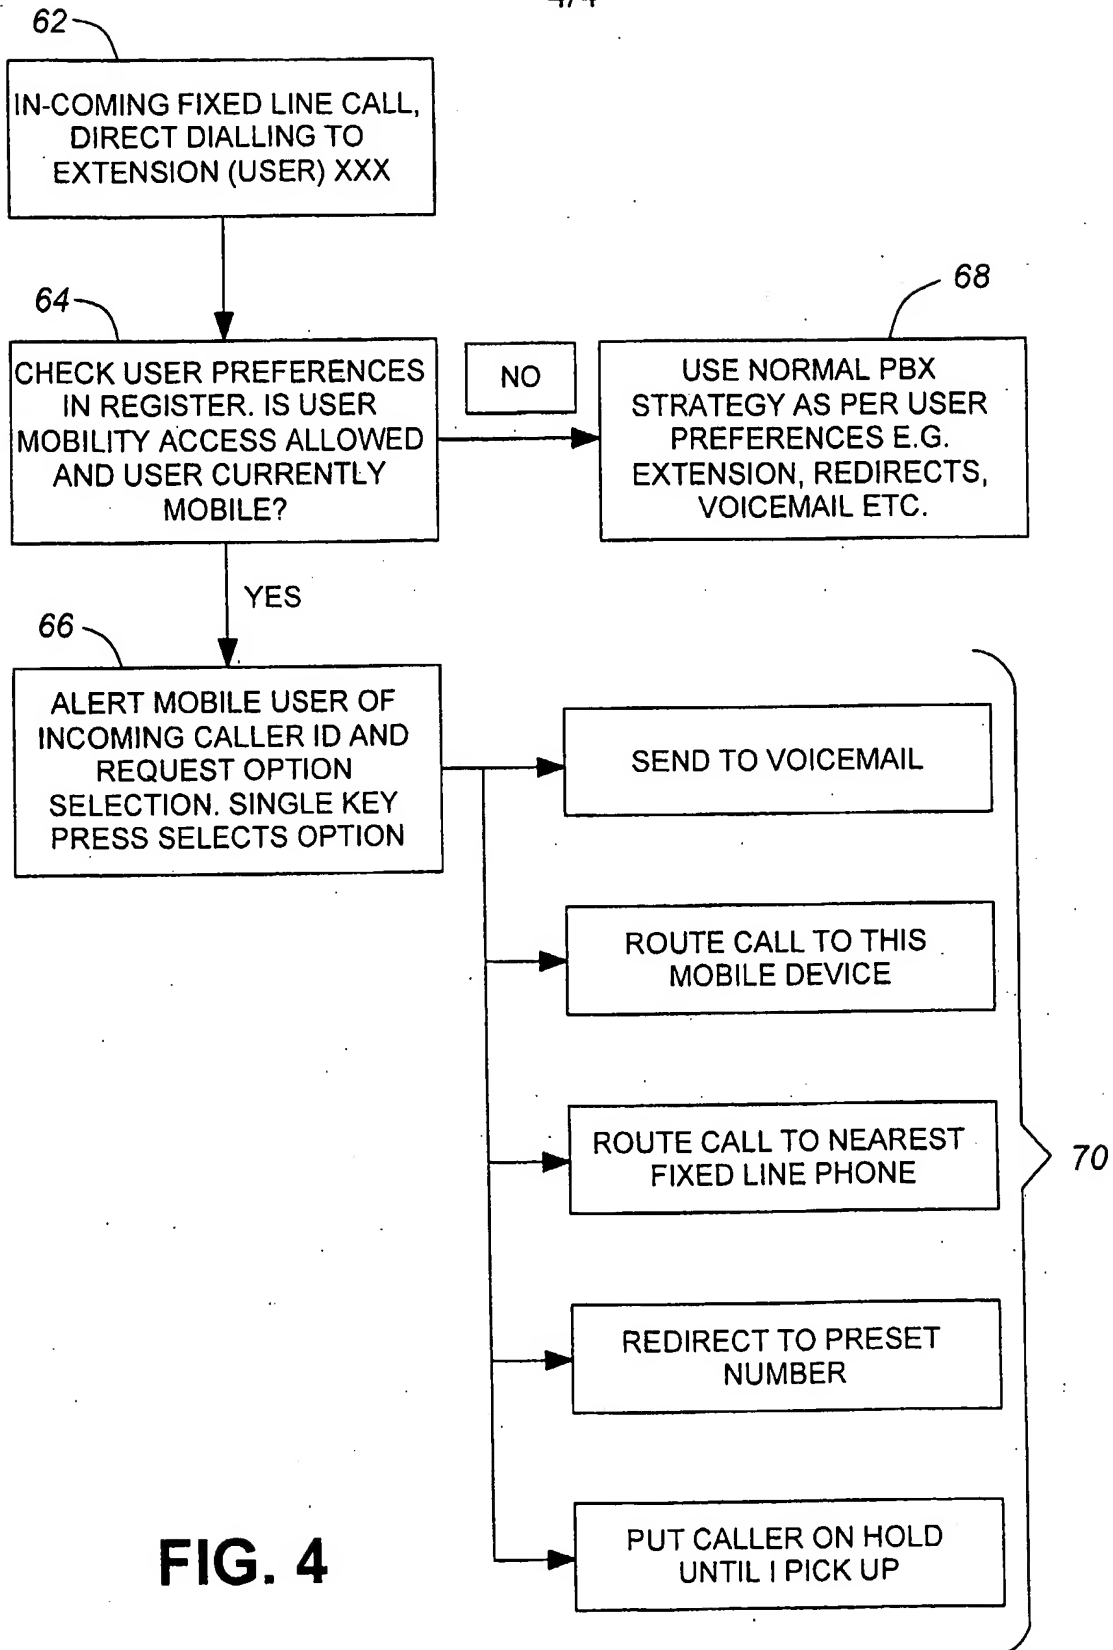 62
IN-COMING FIXED LINE CALL,
DIRECT DIALLING TO
EXTENSION (USER) XXX
64
CHECK USER PREFERENCES
IN REGISTER. IS USER
MOBILITY ACCESS ALLOWED
AND USER CURRENTLY
MOBILE?
NO
68
USE NORMAL PBX
STRATEGY AS PER USER
PREFERENCES E.G.
EXTENSION, REDIRECTS,
VOICEMAIL ETC.
YES
66
ALERT MOBILE USER OF
INCOMING CALLER ID AND
REQUEST OPTION
SELECTION. SINGLE KEY
PRESS SELECTS OPTION
SEND TO VOICEMAIL
ROUTE CALL TO THIS
MOBILE DEVICE
ROUTE CALL TO NEAREST
FIXED LINE PHONE
70
REDIRECT TO PRESET
NUMBER
PUT CALLER ON HOLD
UNTIL I PICK UP
FIG. 4